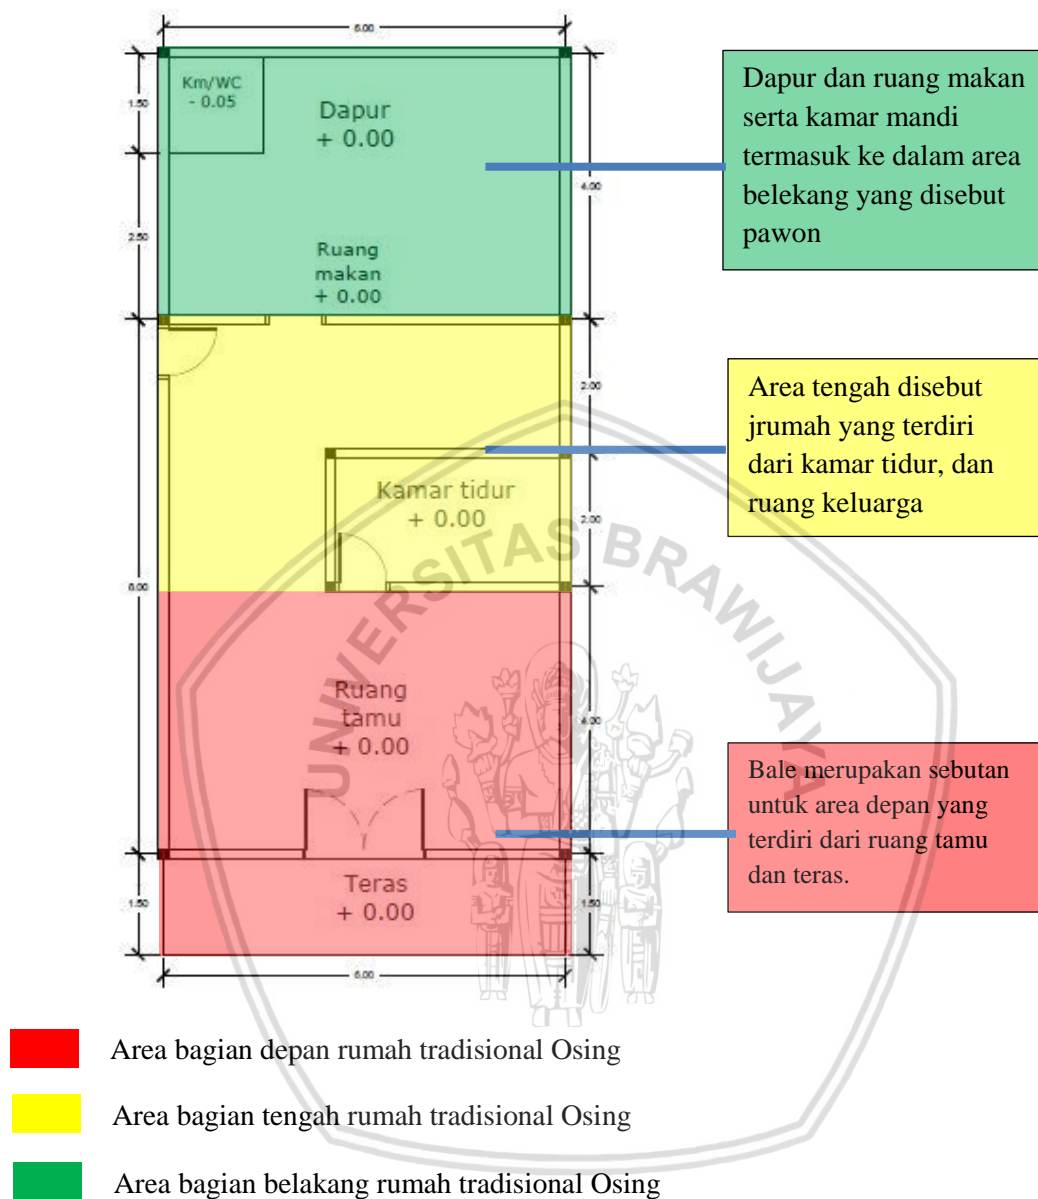 6.00
Km/WC
- 0.05
Dapur
+ 0.00
1.50
2.50
4.00
Ruang
makan
+ 0.00
Dapur dan ruang makan
serta kamar mandi
termasuk ke dalam area
belekang yang disebut
pawon
2.00
Kamar tidur
+ 0.00
2.00
Area tengah disebut
jrumah yang terdiri
dari kamar tidur, dan
ruang keluarga
UNIVERSITAS BRAWIJAYA
8.00
Ruang
tamu
+ 0.00
4.00
Bale merupakan sebutan
untuk area depan yang
terdiri dari ruang tamu
dan teras.
Teras
+ 0.00
1.50
1.50
6.00
Area bagian depan rumah tradisional Osing
Area bagian tengah rumah tradisional Osing
Area bagian belakang rumah tradisional Osing